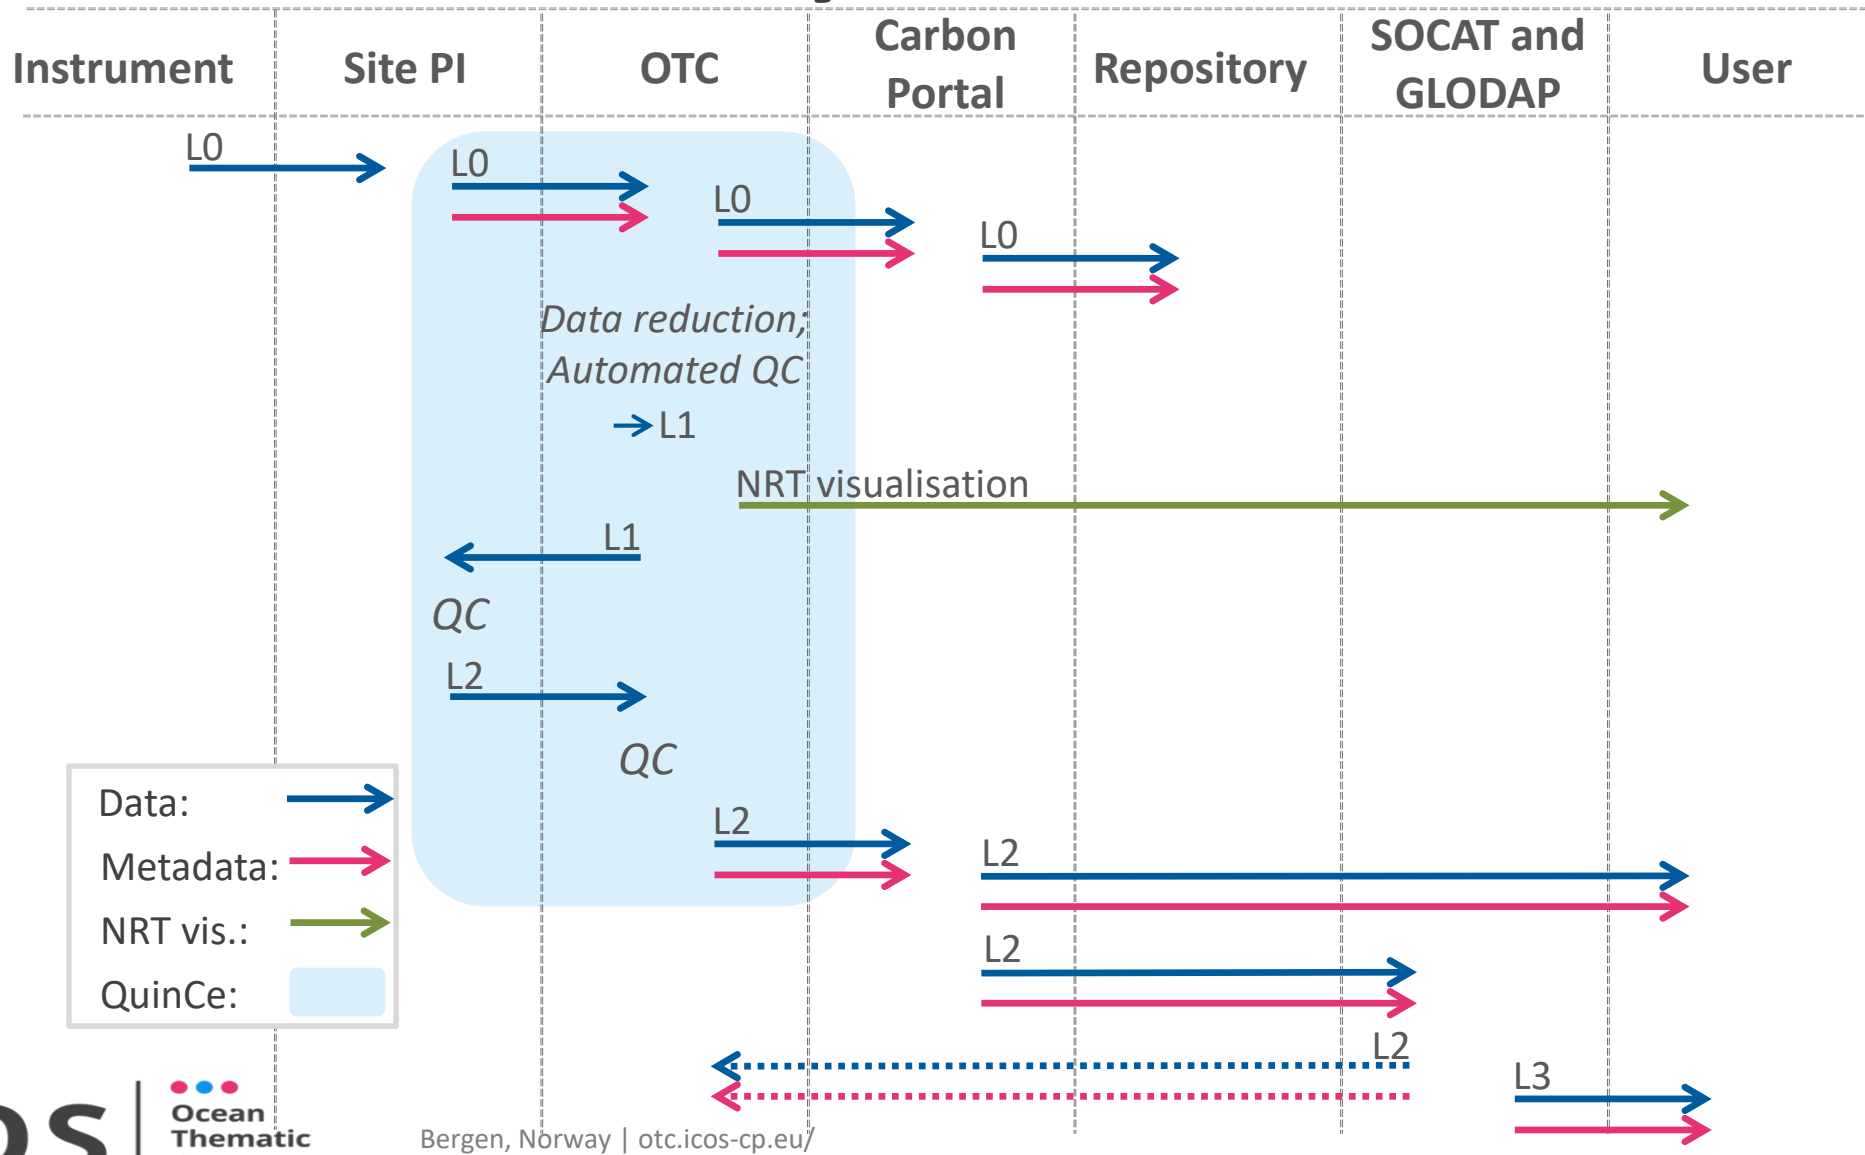 Instrument
Site PI
OTC
Carbon
Portal
Repository
SOCAT and
GLODAP
User
L0
L0
L0
L0
Data reduction;
Automated QC
L1
NRT visualisation
L1
QC
L2
QC
L2
L2
L2
L2
L3
Data:
Metadata:
NRT vis.:
QuinCe:
Ocean
Thematic
Bergen, Norway | otc.icos-cp.eu/